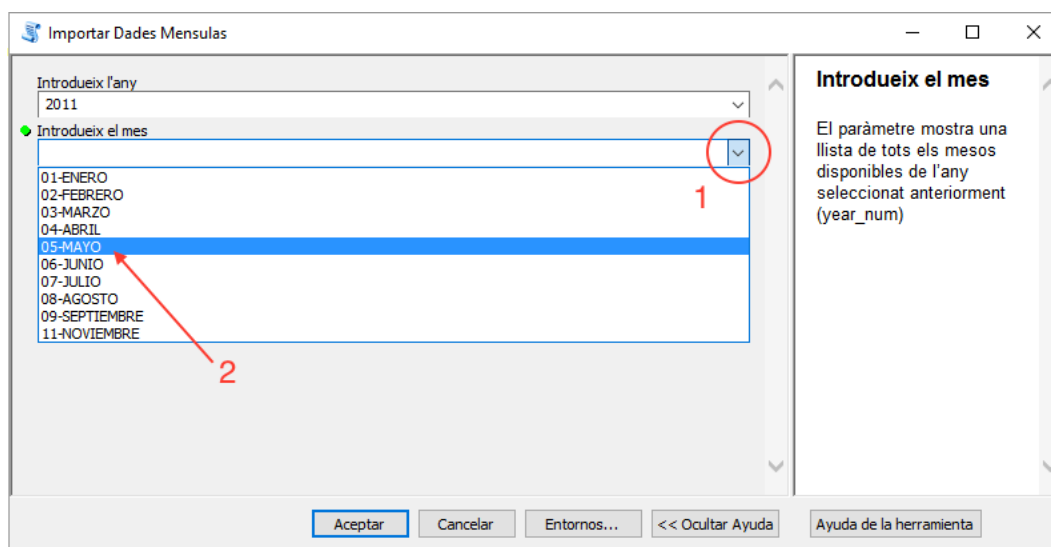 Importar Dades Mensulas
Introdueix l'any
2011
Introdueix el mes
01-ENERO
02-FEBRERO
03-MARZO
04-ABRIL
05-MAYO
06-JUNIO
07-JULIO
08-AGOSTO
09-SEPTIEMBRE
11-NOVIEMBRE
1
2
Introdueix el mes
El paràmetre mostra una
llista de tots els mesos
disponibles de l'any
seleccionat anteriorment
(year_num)
Aceptar
Cancelar
Entornos...
<< Ocultar Ayuda
Ayuda de la herramienta